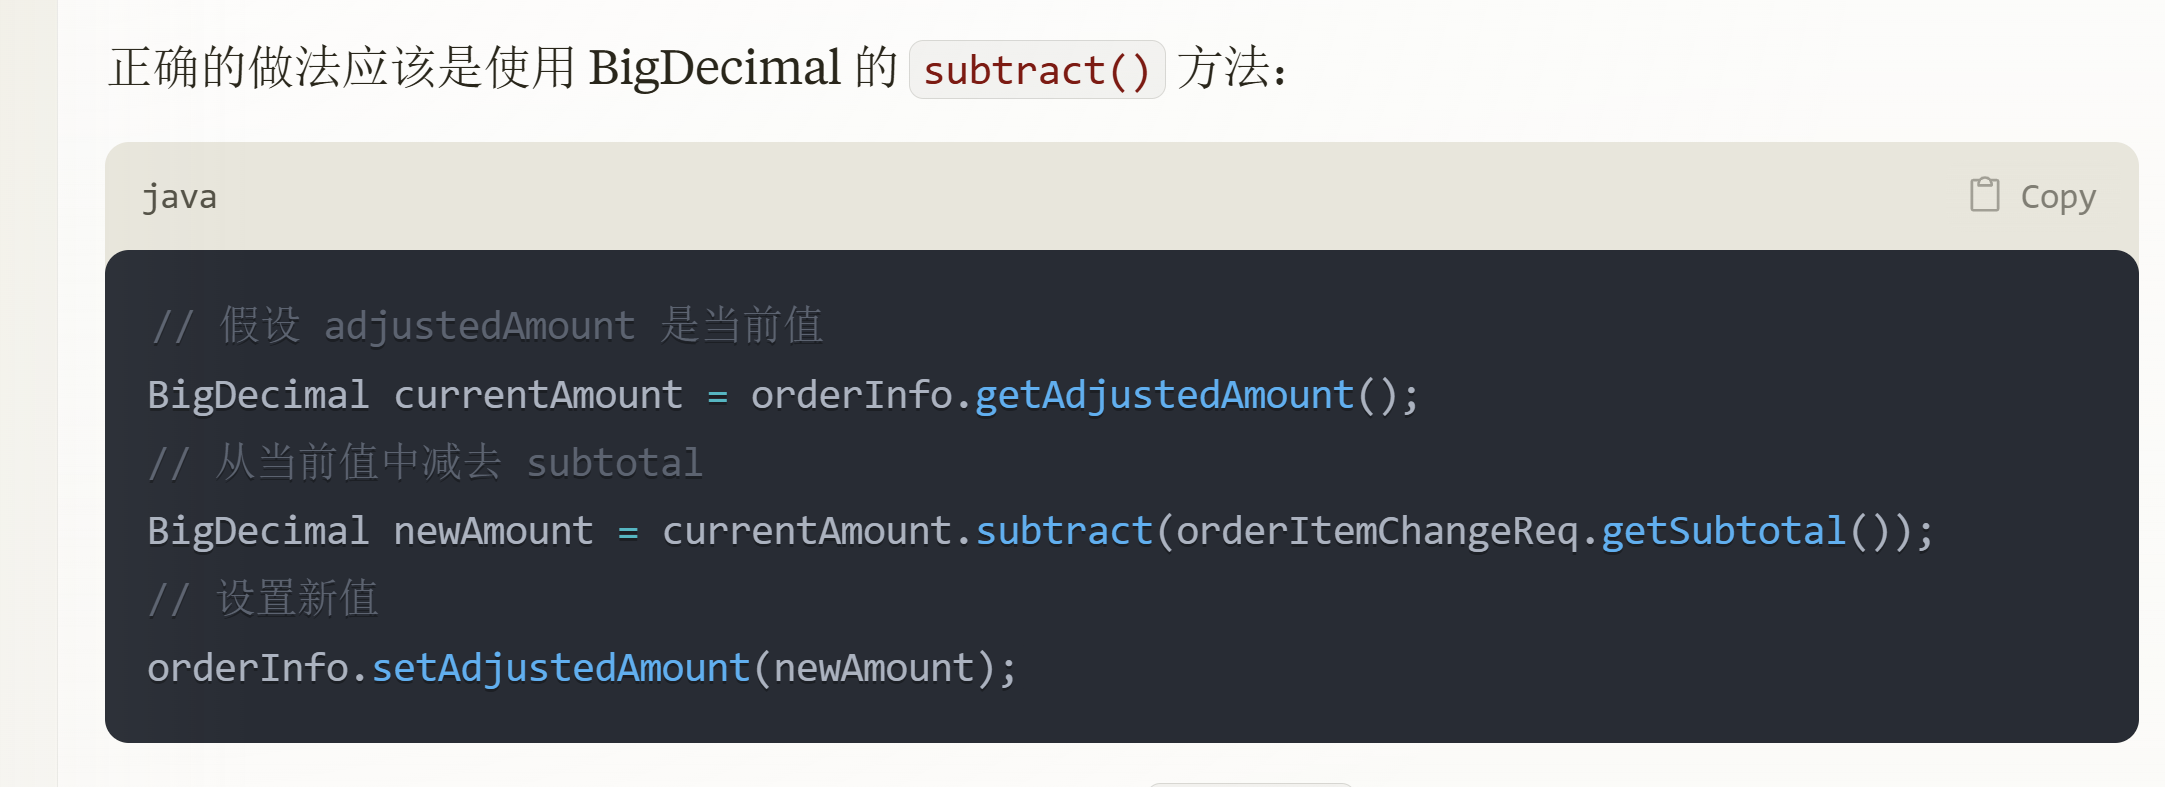 正确的做法应该是使用 BigDecimal 的 subtract() 方法：
java
Copy
// 假设 adjustedAmount 是当前值
BigDecimal currentAmount = orderInfo.getAdjustedAmount();
// 从当前值中减去 subtotal
BigDecimal newAmount = currentAmount.subtract(orderItemChangeReq.getSubtotal());
// 设置新值
orderInfo.setAdjustedAmount(newAmount);